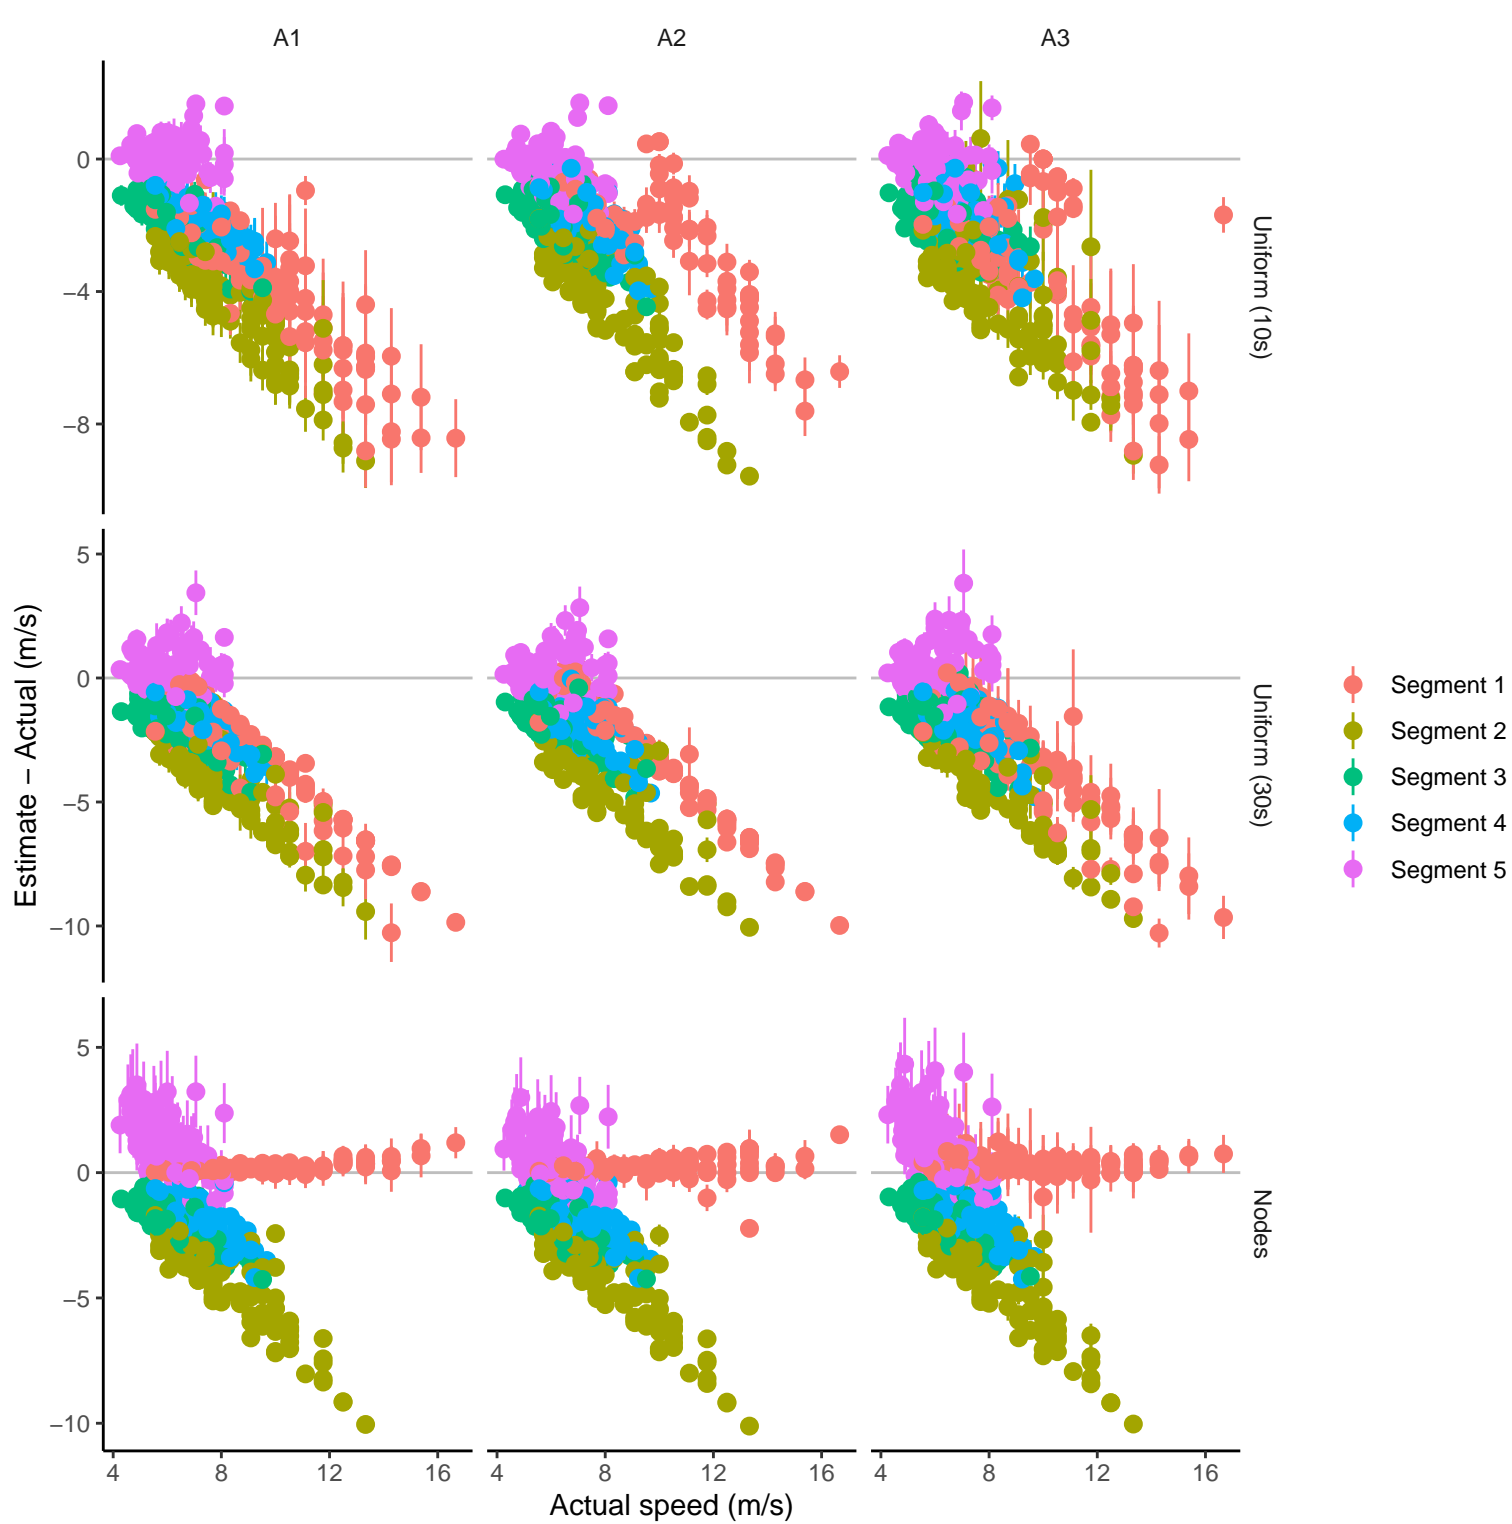 A1 A2 A3
0
−4
−8
Uniform (10s)
5
0
−5
−10
Uniform (30s)
5
0
−5
−10
Nodes
4 8 12 16 4 8 12 16 4 8 12 16
Actual speed (m/s)
Estimate − Actual (m/s)
Segment 1
Segment 2
Segment 3
Segment 4
Segment 5